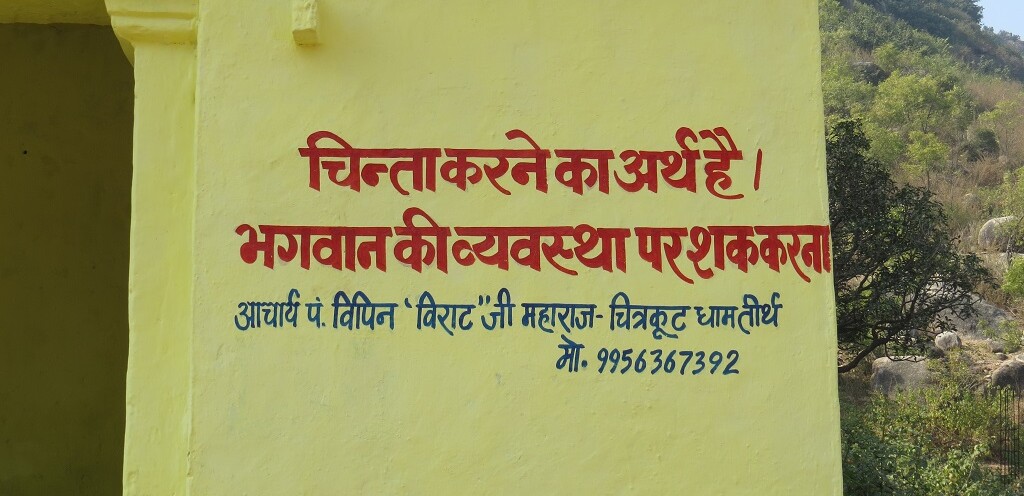 चिन्ता करने का अर्थ है।
भगवान की व्यवस्था पर शक करना
आचार्य पं. विपिन 'विराट" जी महाराज- चित्रकूट धाम तीर्थ
मो. 9956367392